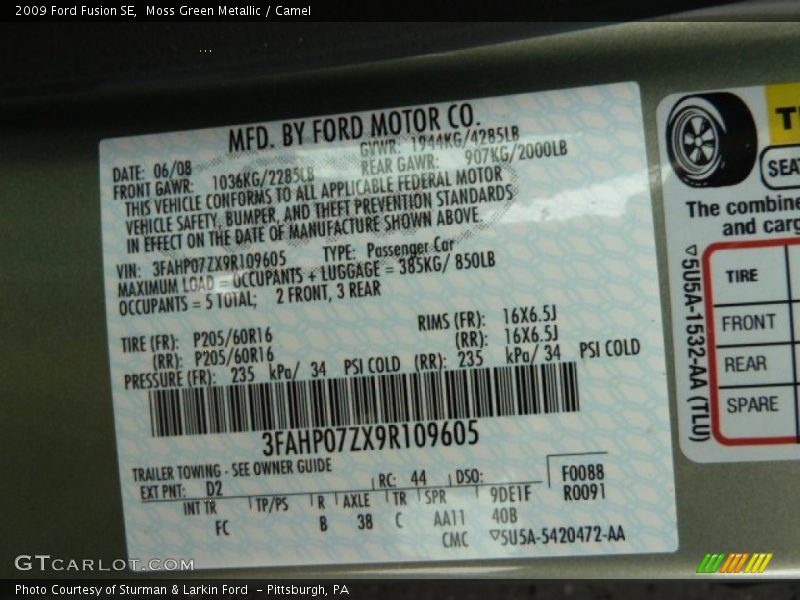 2009 Ford Fusion SE,  Moss Green Metallic / Camel
MFD. BY FORD MOTOR CO.
DATE: 06/08 GVWR: 1944KG/4285LB
FRONT GAWR: 1036KG/2285LB REAR GAWR: 907KG/2000LB
THIS VEHICLE CONFORMS TO ALL APPLICABLE FEDERAL MOTOR
VEHICLE SAFETY, BUMPER, AND THEFT PREVENTION STANDARDS
IN EFFECT ON THE DATE OF MANUFACTURE SHOWN ABOVE.
VIN: 3FAHP07ZX9R109605 TYPE: Passenger Car
MAXIMUM LOAD = OCCUPANTS + LUGGAGE = 385KG/ 850LB
OCCUPANTS = 5 TOTAL; 2 FRONT, 3 REAR
TIRE (FR): P205/60R16 RIMS (FR): 16X6.5J
(RR): P205/60R16 (RR): 16X6.5J
PRESSURE (FR): 235 kPa/ 34 PSI COLD (RR): 235 kPa/ 34 PSI COLD
3FAHP07ZX9R109605
TRAILER TOWING - SEE OWNER GUIDE
EXT PNT: D2 RC: 44 DSO: F0088
R0091
INT TR TP/PS R AXLE TR SPR 9DE1F
FC B 38 C AA11 40B
CMC ▽5U5A-5420472-AA
SEAT
The combine
and carg
TIRE
FRONT
REAR
SPARE
▽5U5A-1532-AA (TLU)
GTCARLOT.COM
Photo Courtesy of Sturman & Larkin Ford  - Pittsburgh, PA